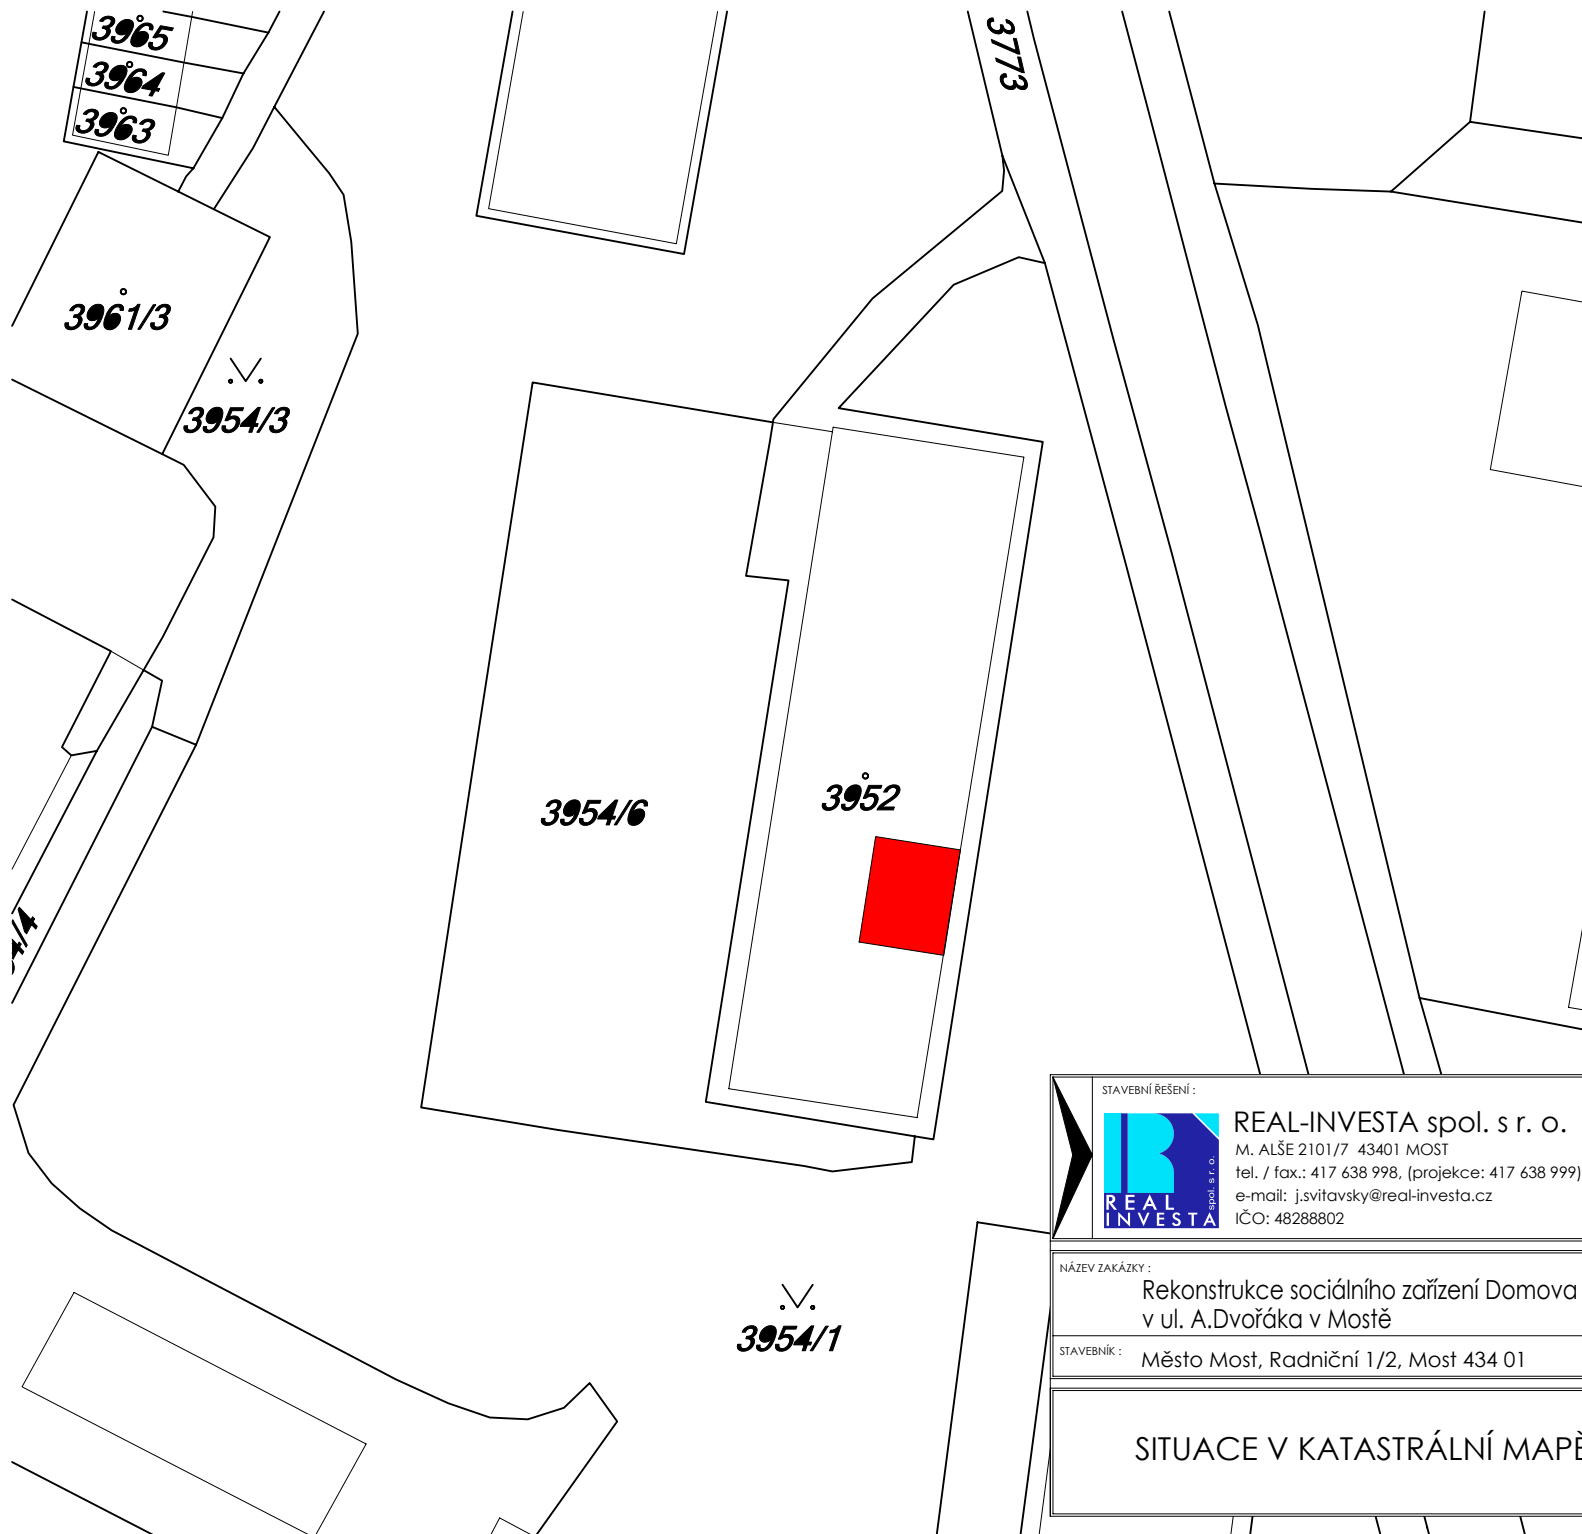 3965
3964
3963
3773
3961/3
3954/3
3954/6
3952
4/4
3954/1
STAVEBNÍ ŘEŠENÍ :
REAL
INVESTA
spol. s r. o.
REAL-INVESTA spol. s r. o.
M. ALŠE 2101/7 43401 MOST
tel. / fax.: 417 638 998, (projekce: 417 638 999)
e-mail: j.svitavsky@real-investa.cz
IČO: 48288802
NÁZEV ZAKÁZKY :
Rekonstrukce sociálního zařízení Domova
v ul. A.Dvořáka v Mostě
STAVEBNÍK :
Město Most, Radniční 1/2, Most 434 01
SITUACE V KATASTRÁLNÍ MAPĚ